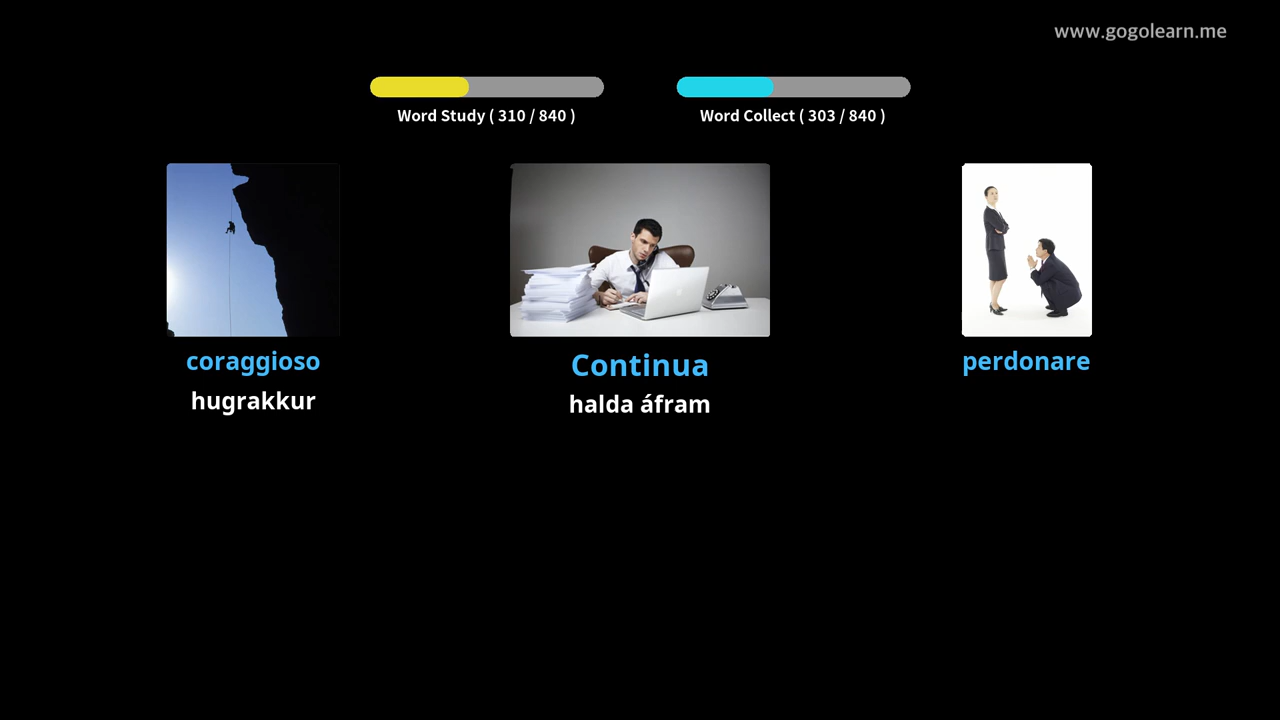 www.gogolearn.me
Word Study ( 310 / 840 )
Word Collect ( 303 / 840 )
coraggioso
hugrakkur
Continua
halda áfram
perdonare